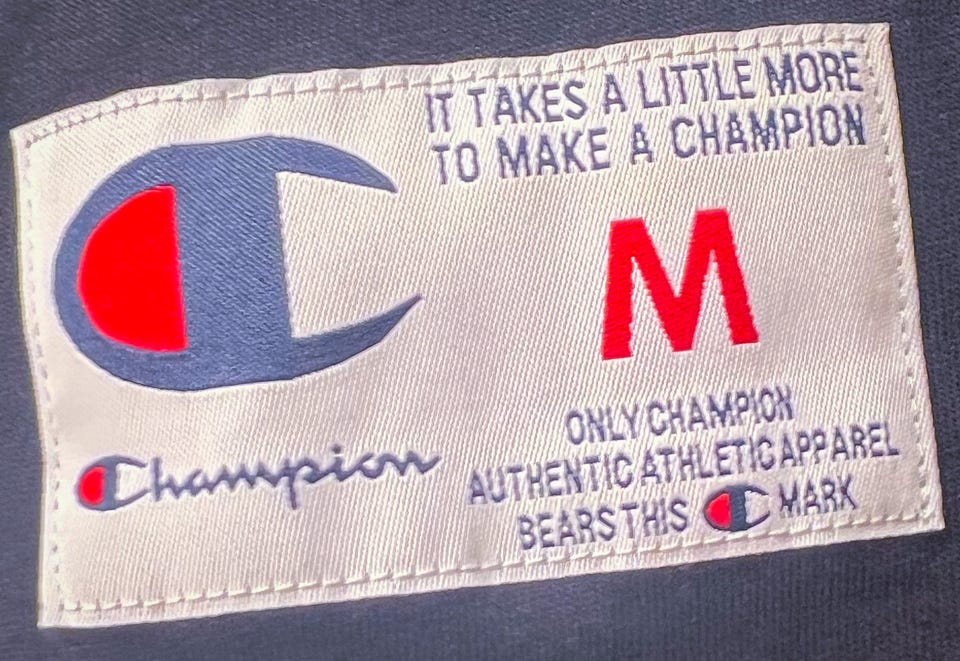 IT TAKES A LITTLE MORE
TO MAKE A CHAMPION
M
Champion
ONLY CHAMPION
AUTHENTIC ATHLETIC APPAREL
BEARS THIS C MARK